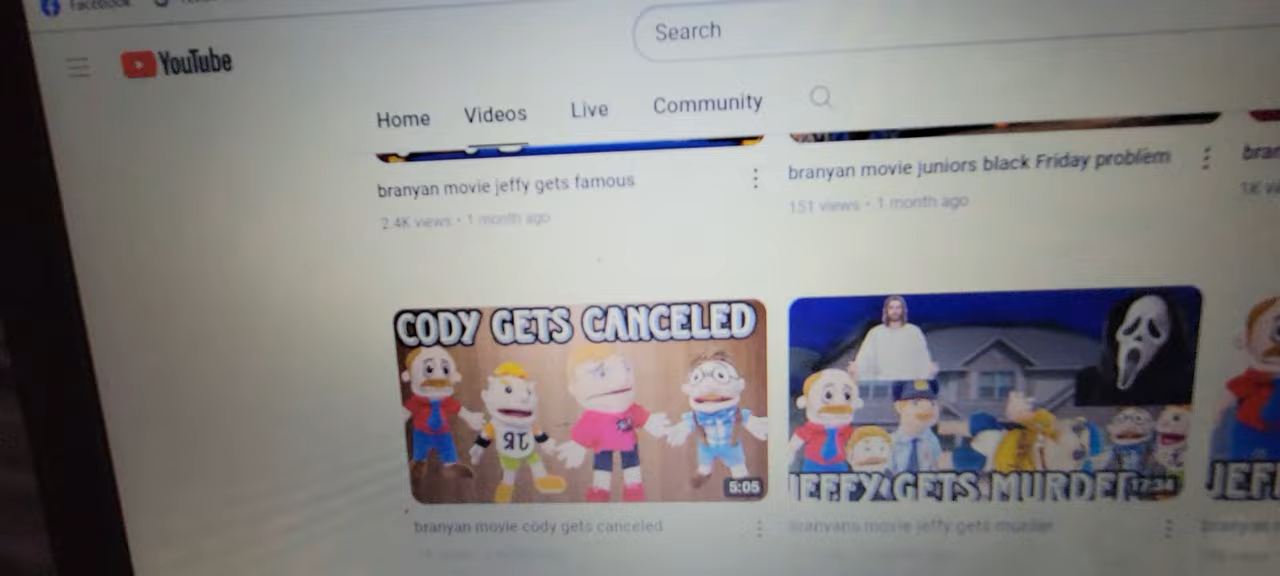 Facebook
YouTube
Search
Home Videos Live Community
branyan movie jeffy gets famous
2.4K views • 1 month ago
branyan movie juniors black Friday problem
151 views • 1 month ago
CODY GETS CANCELED
5:05
branyan movie cody gets canceled
JEFFY GETS MURDER
17:34
branyans movie jeffy gets murder